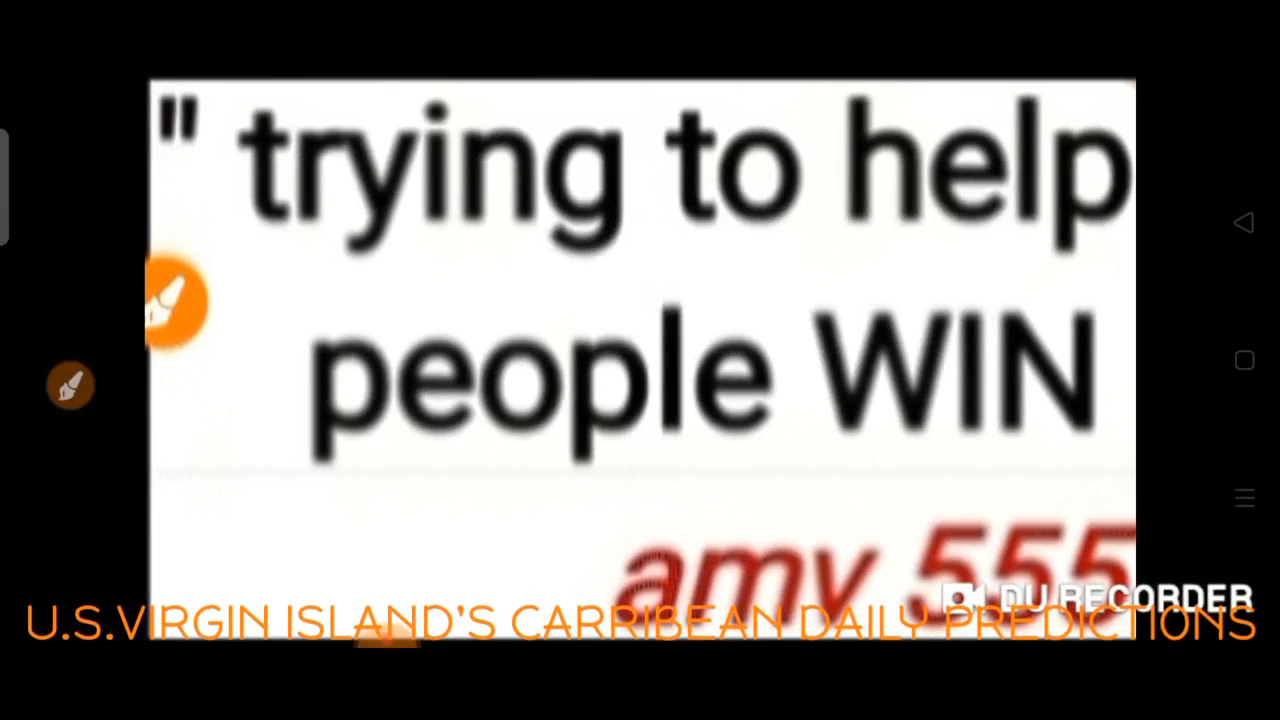 " trying to help
people WIN
amy 555
DU RECORDER
U.S.VIRGIN ISLAND'S CARRIBEAN DAILY PREDICTIONS